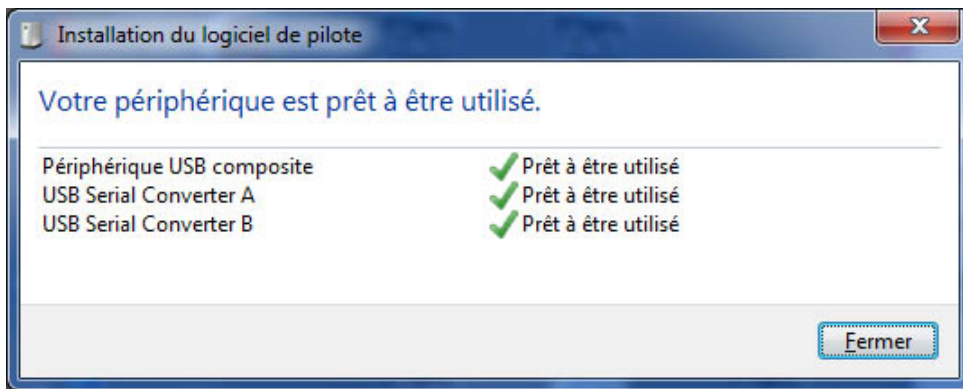 Installation du logiciel de pilote
Votre périphérique est prêt à être utilisé.
Périphérique USB composite Prêt à être utilisé
USB Serial Converter A Prêt à être utilisé
USB Serial Converter B Prêt à être utilisé
Fermer